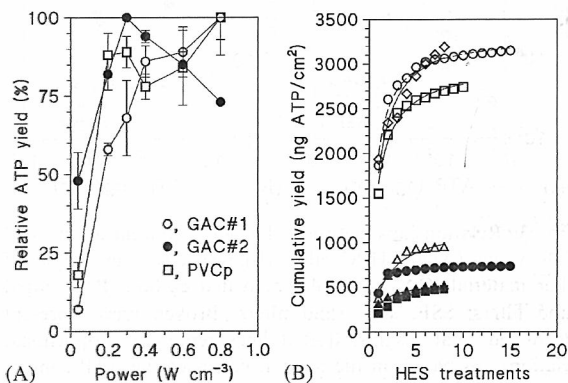 Relative ATP yield (%)
100
75
50
25
0
○, GAC#1
●, GAC#2
□, PVCp
0 0.2 0.4 0.6 0.8 1.0
(A) Power (W cm⁻³)
Cumulative yield (ng ATP/cm²)
3500
3000
2500
2000
1500
1000
500
0
0 5 10 15 20
(B) HES treatments